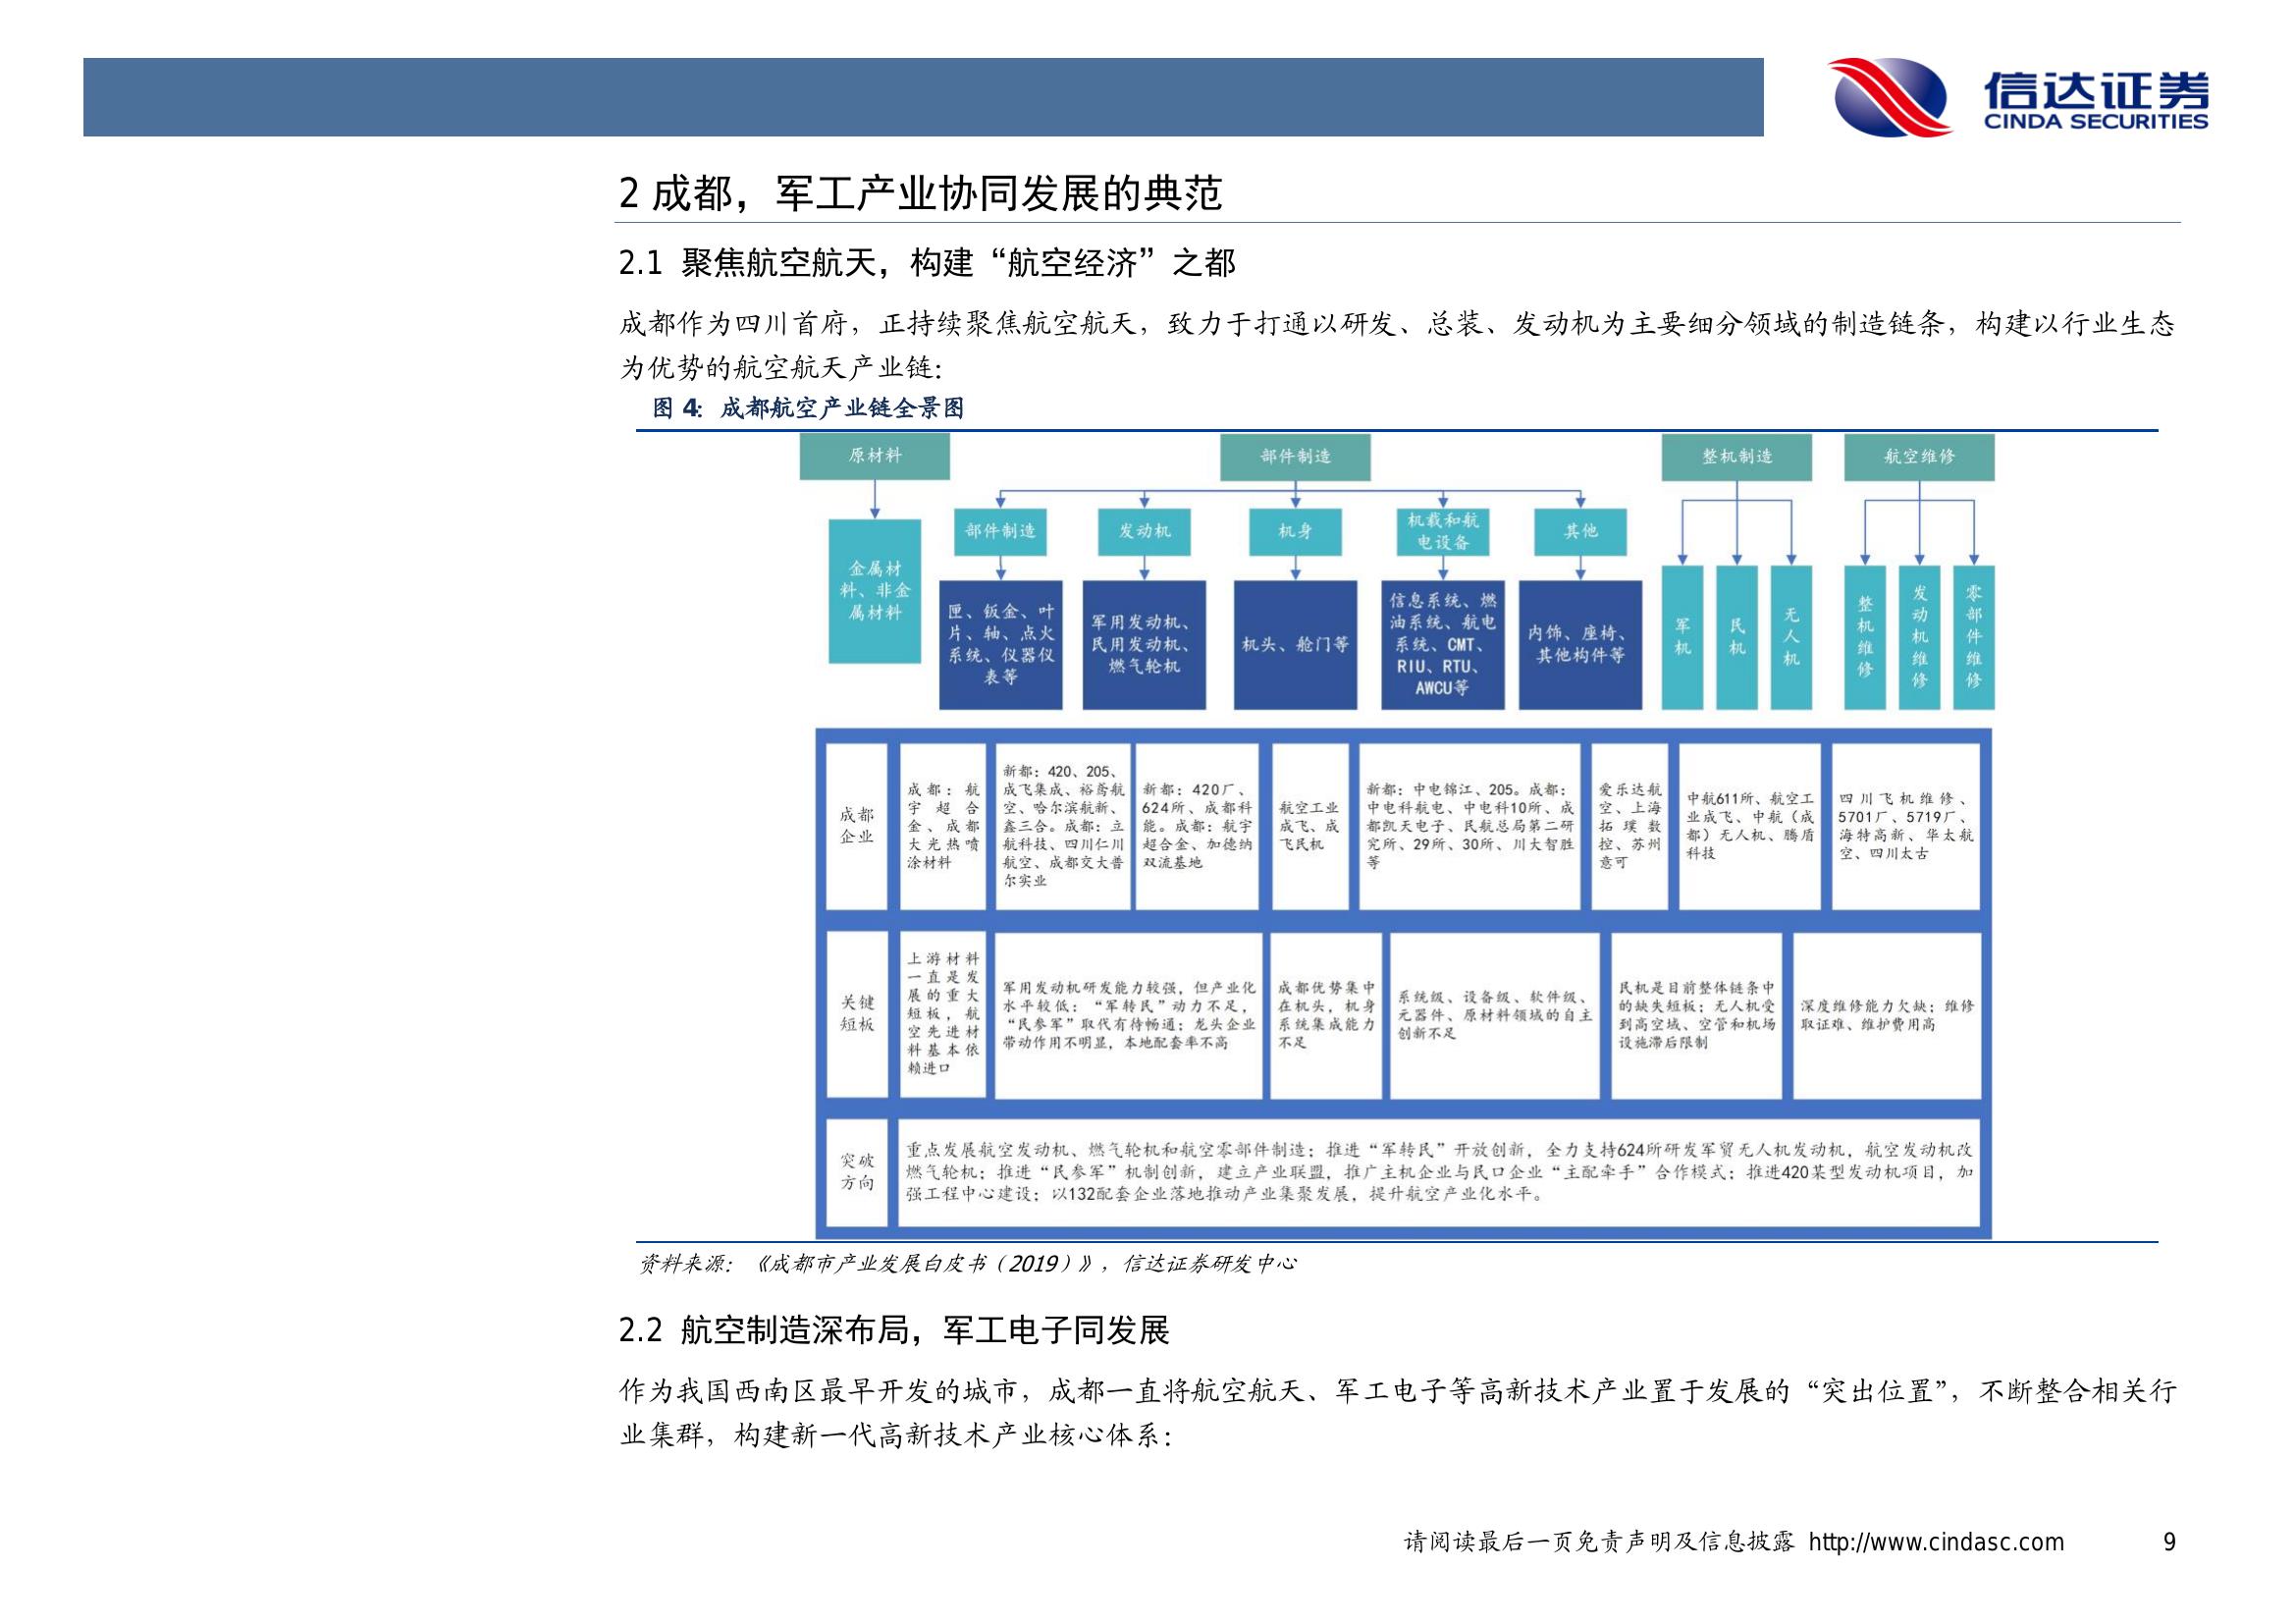 信达证券
CINDA SECURITIES
2 成都，军工产业协同发展的典范
2.1 聚焦航空航天，构建“航空经济”之都
成都作为四川首府，正持续聚焦航空航天，致力于打通以研发、总装、发动机为主要细分领域的制造链条，构建以行业生态
为优势的航空航天产业链：
图 4: 成都航空产业链全景图
原材料
部件制造
整机制造
航空维修
部件制造
发动机
机身
机载和航
电设备
其他
金属材
料、非金
属材料
匣、钣金、叶
片、轴、点火
系统、仪器仪
表等
军用发动机、
民用发动机、
燃气轮机
机头、舱门等
信息系统、燃
油系统、航电
系统、CMT、
RIU、RTU、
AWCU等
内饰、座椅、
其他构件等
军机
民机
无人机
整机维修
发动机维修
零部件维修
成都
企业
成都：航
宇超合
金、成都
大光热喷
涂材料
新都：420、205、
成飞集成、裕鸢航
空、哈尔滨航新、
鑫三合。成都：立
航科技、四川仁川
航空、成都交大普
尔实业
新都：420厂、
624所、成都科
能。成都：航宇
超合金、加德纳
双流基地
航空工业
成飞、成
飞民机
新都：中电锦江、205。成都：
中电科航电、中电科10所、成
都凯天电子、民航总局第二研
究所、29所、30所、川大智胜
等
爱乐达航
空、上海
拓璞数
控、苏州
意可
中航611所、航空工
业成飞、中航（成
都）无人机、腾盾
科技
四川飞机维修、
5701厂、5719厂、
海特高新、华太航
空、四川太古
关键
短板
上游材料
一直是发
展的重大
短板，航
空先进材
料基本依
赖进口
军用发动机研发能力较强，但产业化
水平较低；“军转民”动力不足，
“民参军”取代有待畅通；龙头企业
带动作用不明显，本地配套率不高
成都优势集中
在机头，机身
系统集成能力
不足
系统级、设备级、软件级、
元器件、原材料领域的自主
创新不足
民机是目前整体链条中
的缺失短板；无人机受
到高空域、空管和机场
设施滞后限制
深度维修能力欠缺；维修
取证难、维护费用高
突破
方向
重点发展航空发动机、燃气轮机和航空零部件制造；推进“军转民”开放创新，全力支持624所研发军贸无人机发动机，航空发动机改
燃气轮机；推进“民参军”机制创新，建立产业联盟，推广主机企业与民口企业“主配牵手”合作模式；推进420某型发动机项目，加
强工程中心建设；以132配套企业落地推动产业集聚发展，提升航空产业化水平。
资料来源：《成都市产业发展白皮书（2019）》，信达证券研发中心
2.2 航空制造深布局，军工电子同发展
作为我国西南区最早开发的城市，成都一直将航空航天、军工电子等高新技术产业置于发展的“突出位置”，不断整合相关行
业集群，构建新一代高新技术产业核心体系：
请阅读最后一页免责声明及信息披露 http://www.cindasc.com 9